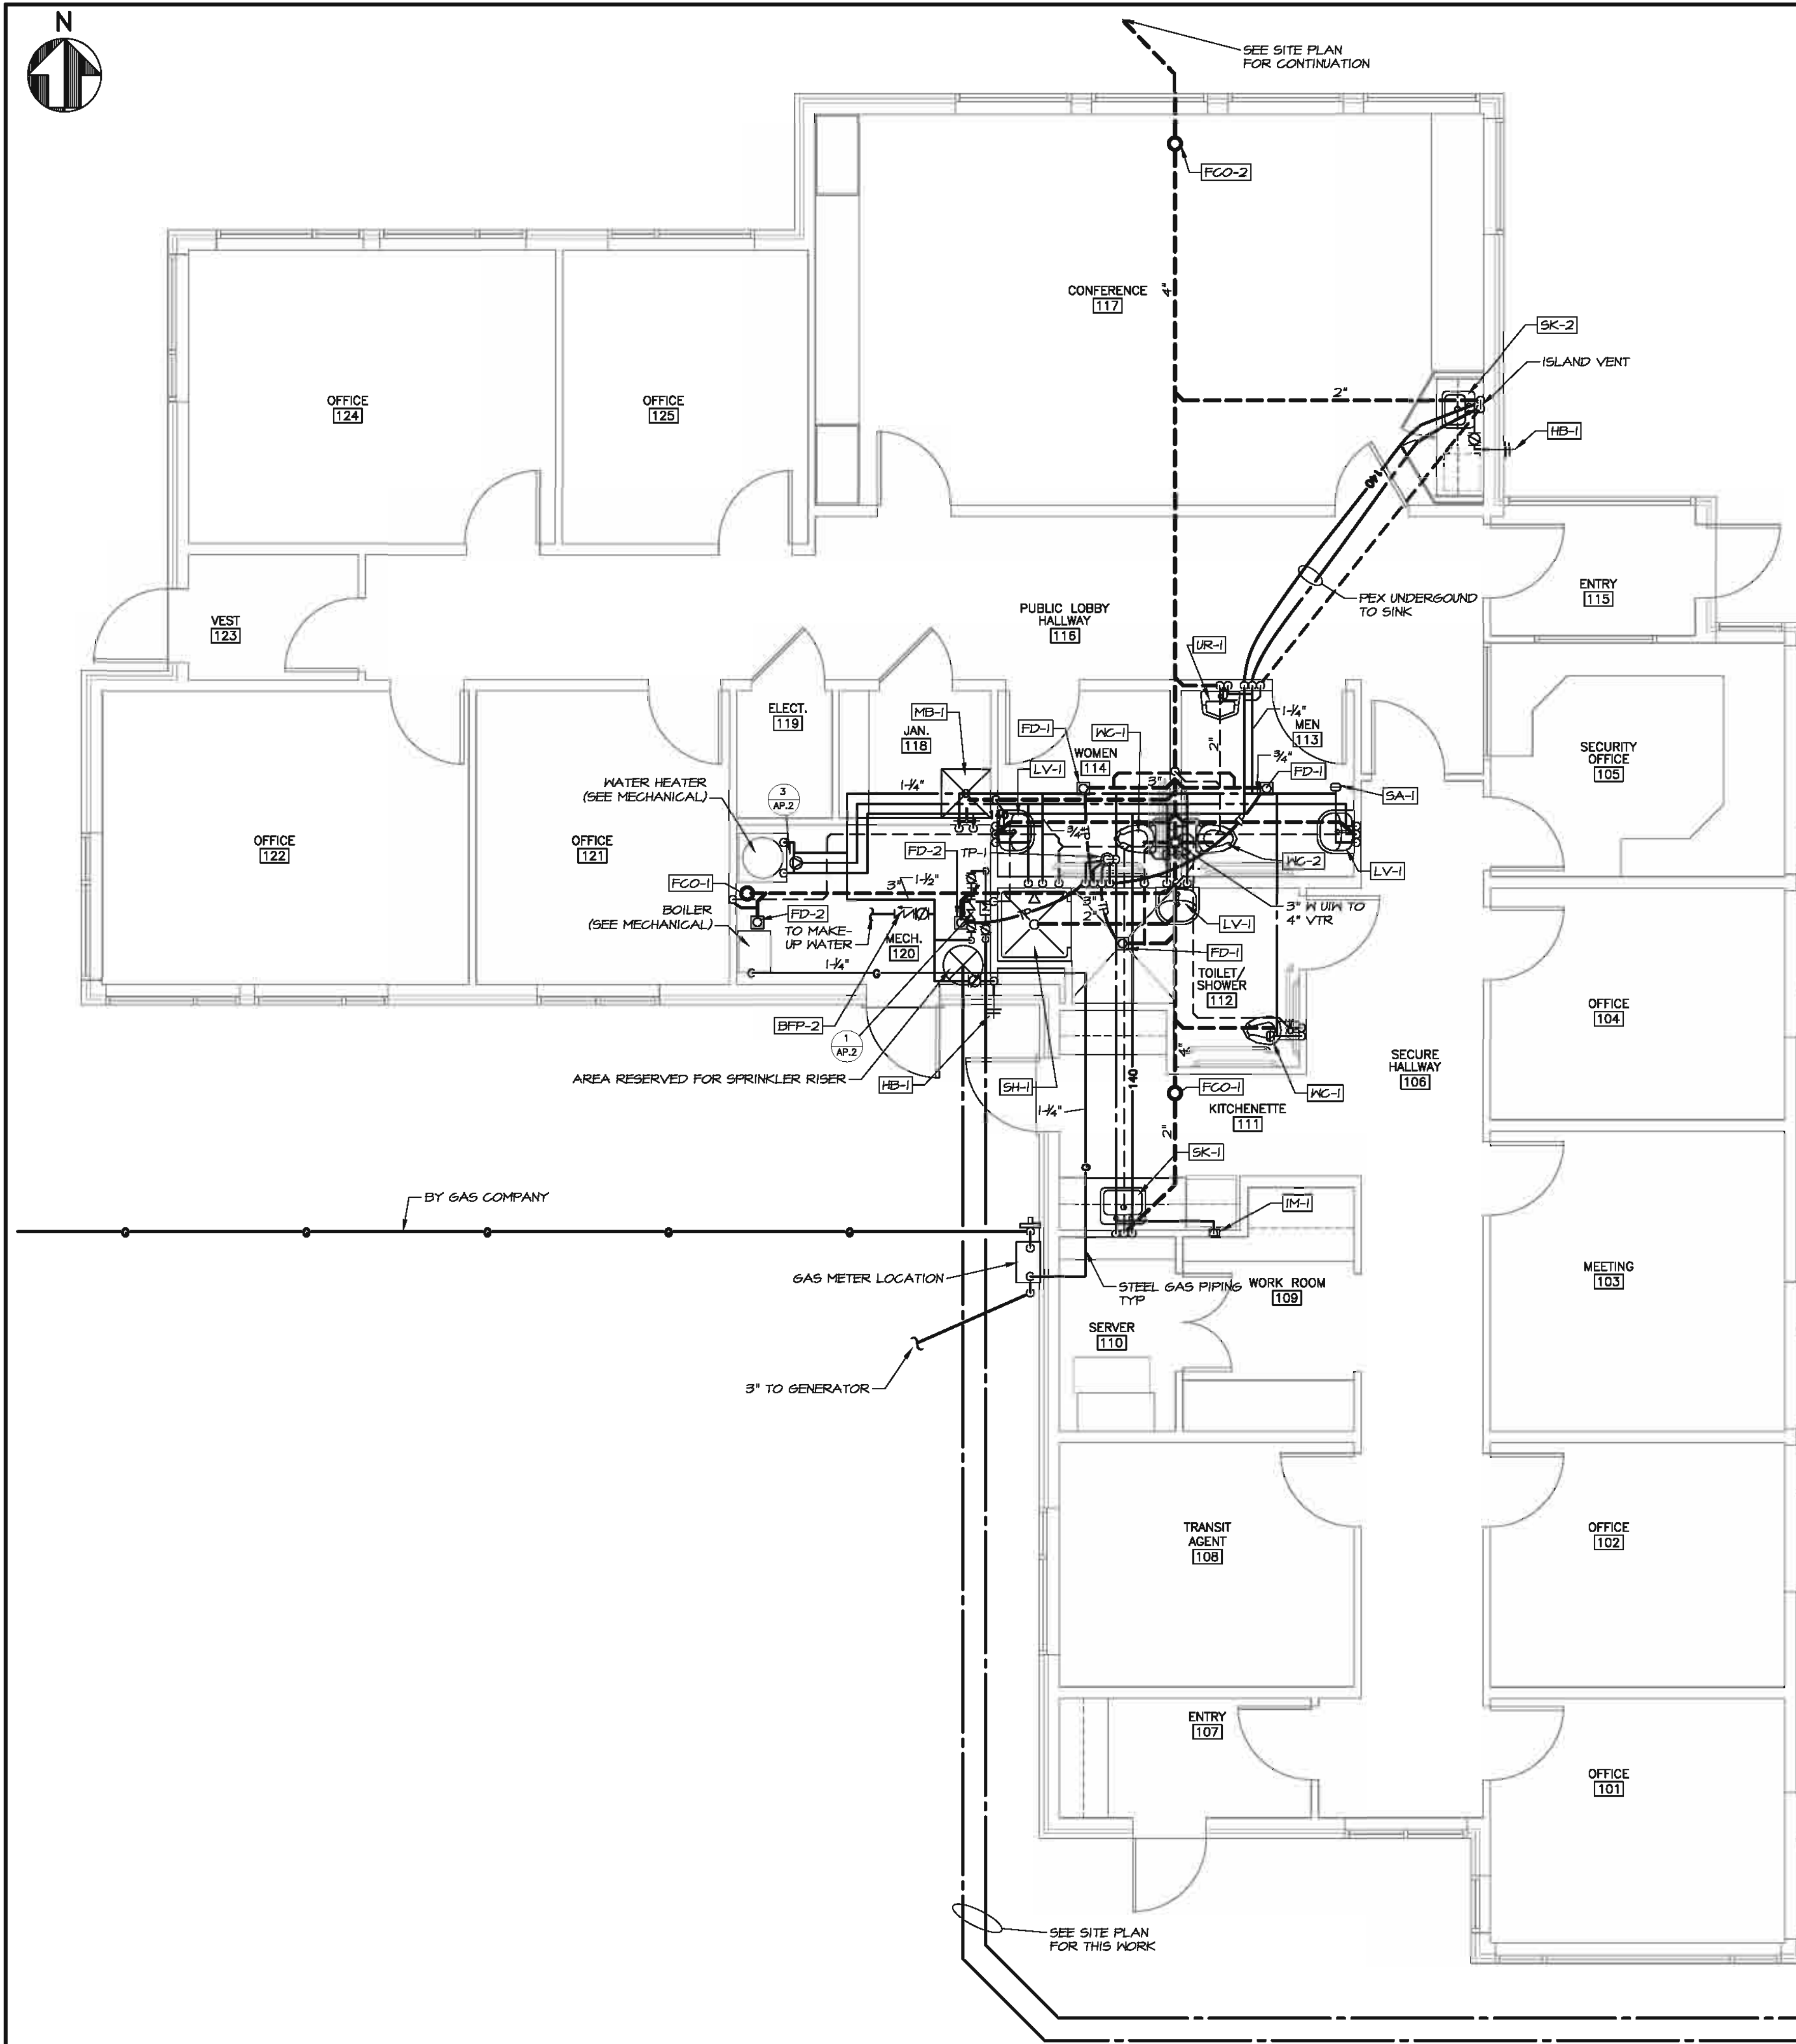 N
SEE SITE PLAN
FOR CONTINUATION
FCO-2
CONFERENCE
117
4"
SK-2
ISLAND VENT
2"
HB-1
140
OFFICE
124
OFFICE
125
PEX UNDERGOUND
TO SINK
ENTRY
115
VEST
123
PUBLIC LOBBY
HALLWAY
116
UR-1
ELECT.
119
MB-1
JAN.
118
FD-1
WC-1
WOMEN
114
LV-1
1-1/4"
MEN
113
2"
3/4"
FD-1
3"
SA-1
SECURITY
OFFICE
105
WATER HEATER
(SEE MECHANICAL)
3
AP.2
1-1/4"
3/4"
OFFICE
122
OFFICE
121
FD-2
TP-1
WC-2
LV-1
FCO-1
3"
1-1/2"
TP
M
3"
2"
3" W UIW TO
4" VTR
BOILER
(SEE MECHANICAL)
FD-2
TO MAKE-
UP WATER
MECH.
120
LV-1
FD-1
1-1/4"
G
TOILET/
SHOWER
112
OFFICE
104
BFP-2
1
AP.2
4"
SECURE
HALLWAY
106
AREA RESERVED FOR SPRINKLER RISER
HB-1
SH-1
140
FCO-1
WC-1
1-1/4"
KITCHENETTE
111
2"
G
SK-1
BY GAS COMPANY
G
G
G
G
G
IM-1
GAS METER LOCATION
STEEL GAS PIPING
TYP
WORK ROOM
109
MEETING
103
SERVER
110
3" TO GENERATOR
TRANSIT
AGENT
108
OFFICE
102
ENTRY
107
OFFICE
101
SEE SITE PLAN
FOR THIS WORK